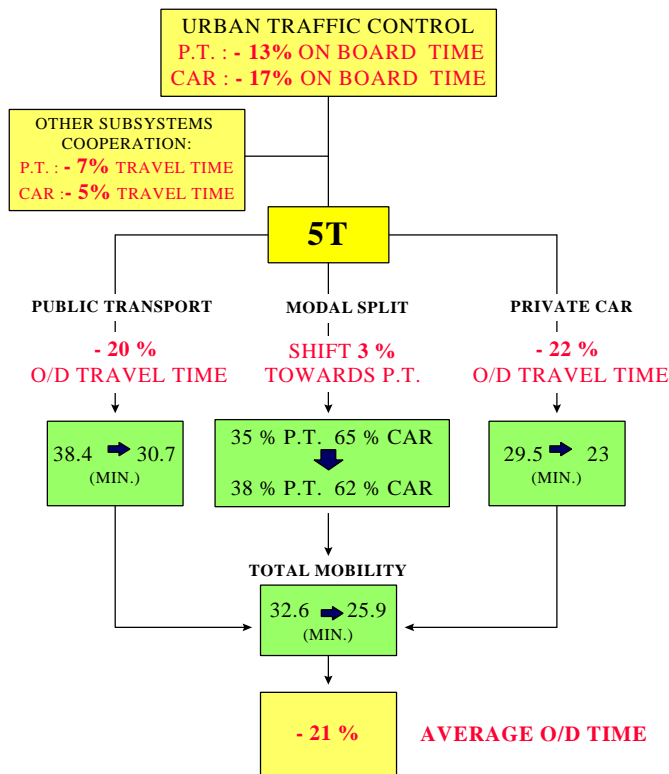 URBAN TRAFFIC CONTROL
P.T. : - 13% ON BOARD TIME
CAR : - 17% ON BOARD TIME
OTHER SUBSYSTEMS
COOPERATION:
P.T. : - 7% TRAVEL TIME
CAR :- 5% TRAVEL TIME
5T
PUBLIC TRANSPORT
- 20 %
O/D TRAVEL TIME
38.4 30.7
(MIN.)
MODAL SPLIT
SHIFT 3 %
TOWARDS P.T.
35 % P.T. 65 % CAR
38 % P.T. 62 % CAR
PRIVATE CAR
- 22 %
O/D TRAVEL TIME
29.5 23
(MIN.)
TOTAL MOBILITY
32.6 25.9
(MIN.)
- 21 % AVERAGE O/D TIME